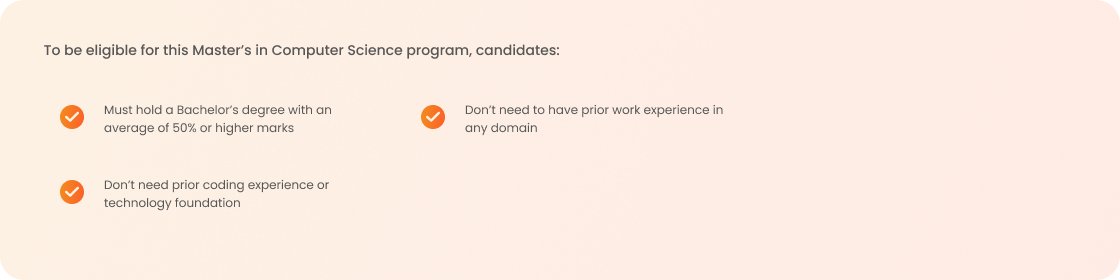 To be eligible for this Master’s in Computer Science program, candidates:
Must hold a Bachelor’s degree with an
average of 50% or higher marks
Don’t need to have prior work experience in
any domain
Don’t need prior coding experience or
technology foundation